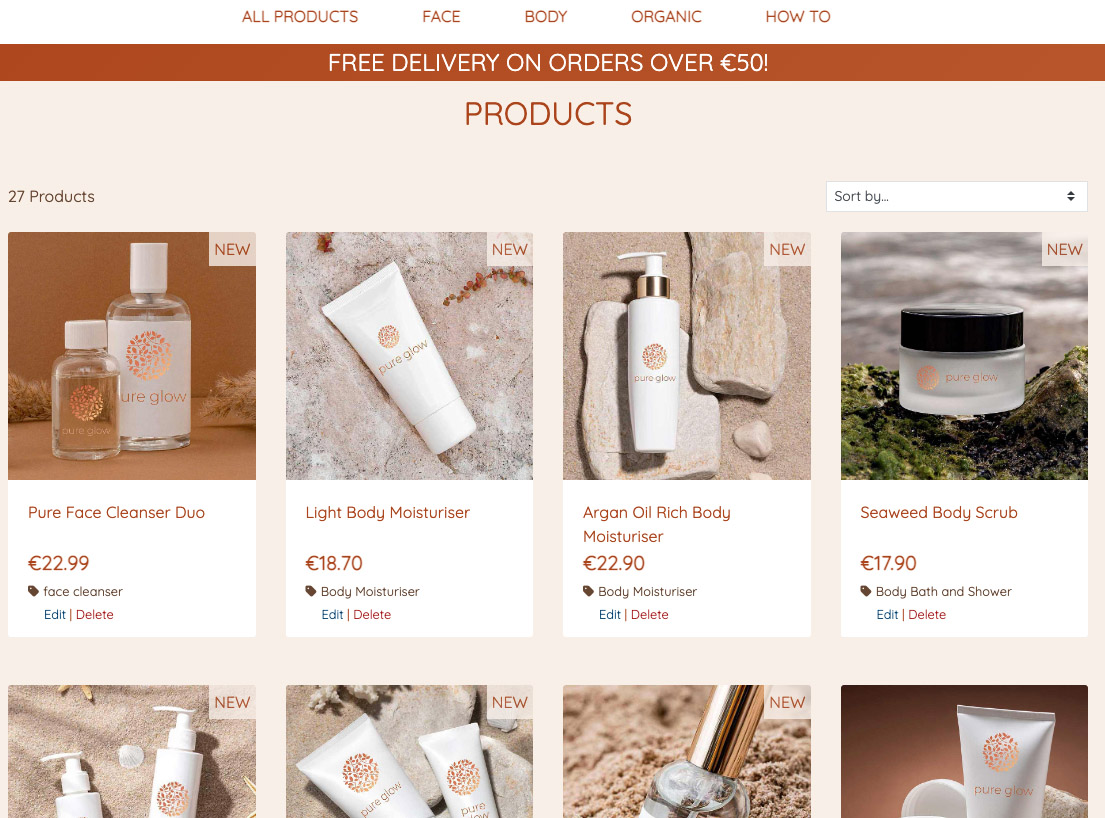 ALL PRODUCTS FACE BODY ORGANIC HOW TO
FREE DELIVERY ON ORDERS OVER €50!
PRODUCTS
27 Products
Sort by...
NEW
pure glow
ure glow
NEW
pure glow
NEW
pure glow
NEW
pure glow
Pure Face Cleanser Duo
€22.99
face cleanser
Edit | Delete
Light Body Moisturiser
€18.70
Body Moisturiser
Edit | Delete
Argan Oil Rich Body
Moisturiser
€22.90
Body Moisturiser
Edit | Delete
Seaweed Body Scrub
€17.90
Body Bath and Shower
Edit | Delete
NEW
NEW
pure glow
pure
glow
NEW
pure glow